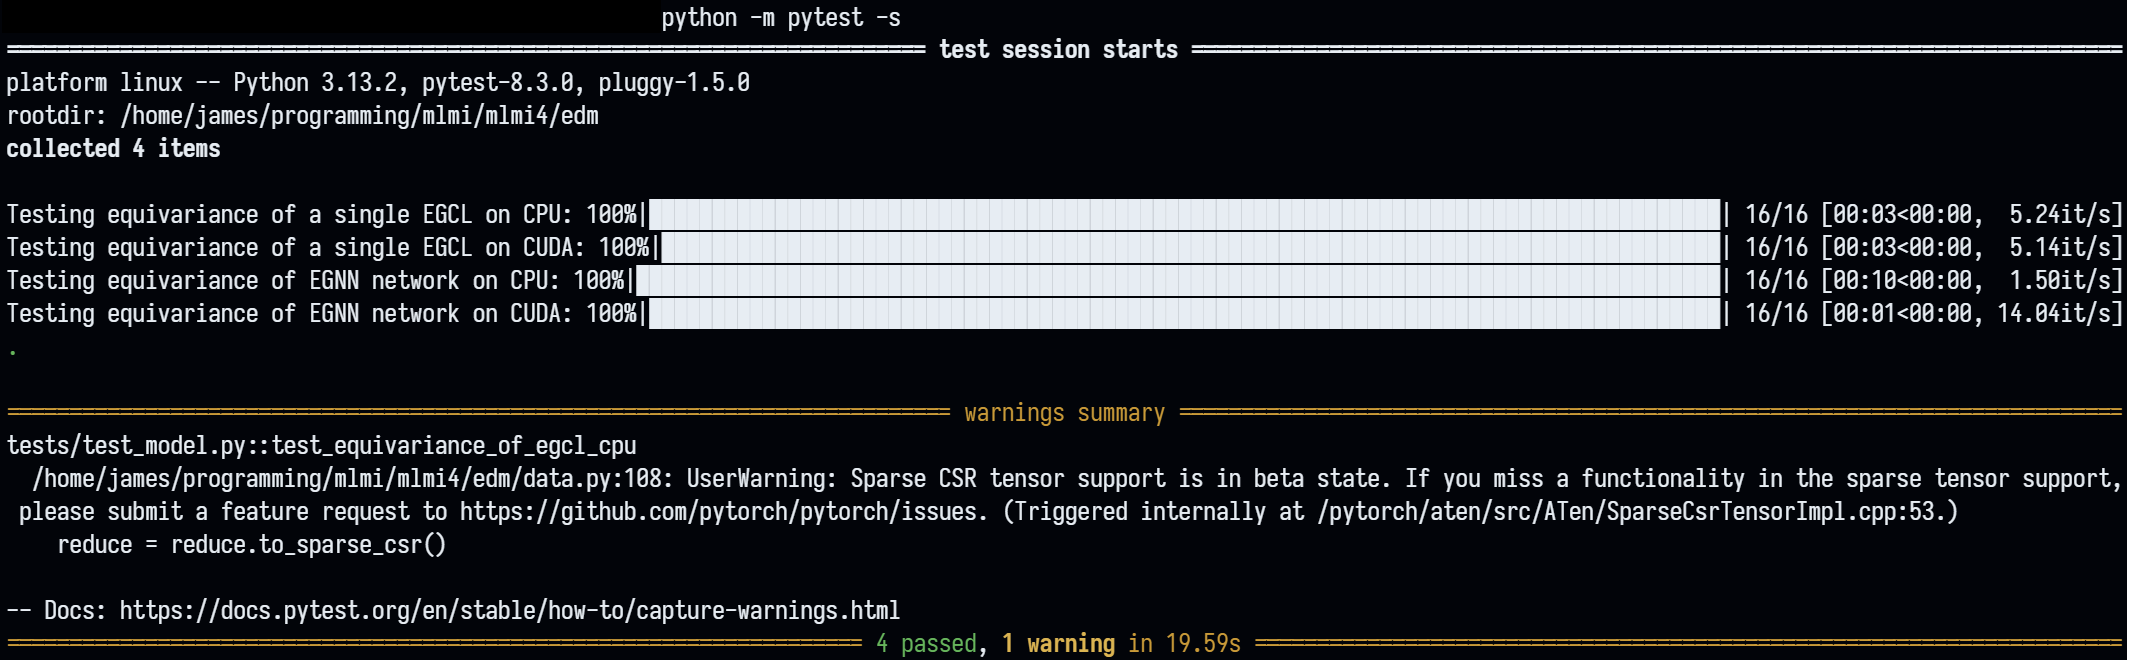 python -m pytest -s
============================= test session starts =============================
platform linux -- Python 3.13.2, pytest-8.3.0, pluggy-1.5.0
rootdir: /home/james/programming/mlmi/mlmi4/edm
collected 4 items
Testing equivariance of a single EGCL on CPU: 100%|██████████| 16/16 [00:03<00:00,  5.24it/s]
Testing equivariance of a single EGCL on CUDA: 100%|██████████| 16/16 [00:03<00:00,  5.14it/s]
Testing equivariance of EGNN network on CPU: 100%|██████████| 16/16 [00:10<00:00,  1.50it/s]
Testing equivariance of EGNN network on CUDA: 100%|██████████| 16/16 [00:01<00:00, 14.04it/s]
.
============================= warnings summary =============================
tests/test_model.py::test_equivariance_of_egcl_cpu
  /home/james/programming/mlmi/mlmi4/edm/data.py:108: UserWarning: Sparse CSR tensor support is in beta state. If you miss a functionality in the sparse tensor support,
 please submit a feature request to https://github.com/pytorch/pytorch/issues. (Triggered internally at /pytorch/aten/src/ATen/SparseCsrTensorImpl.cpp:53.)
    reduce = reduce.to_sparse_csr()
-- Docs: https://docs.pytest.org/en/stable/how-to/capture-warnings.html
============================= 4 passed, 1 warning in 19.59s =============================